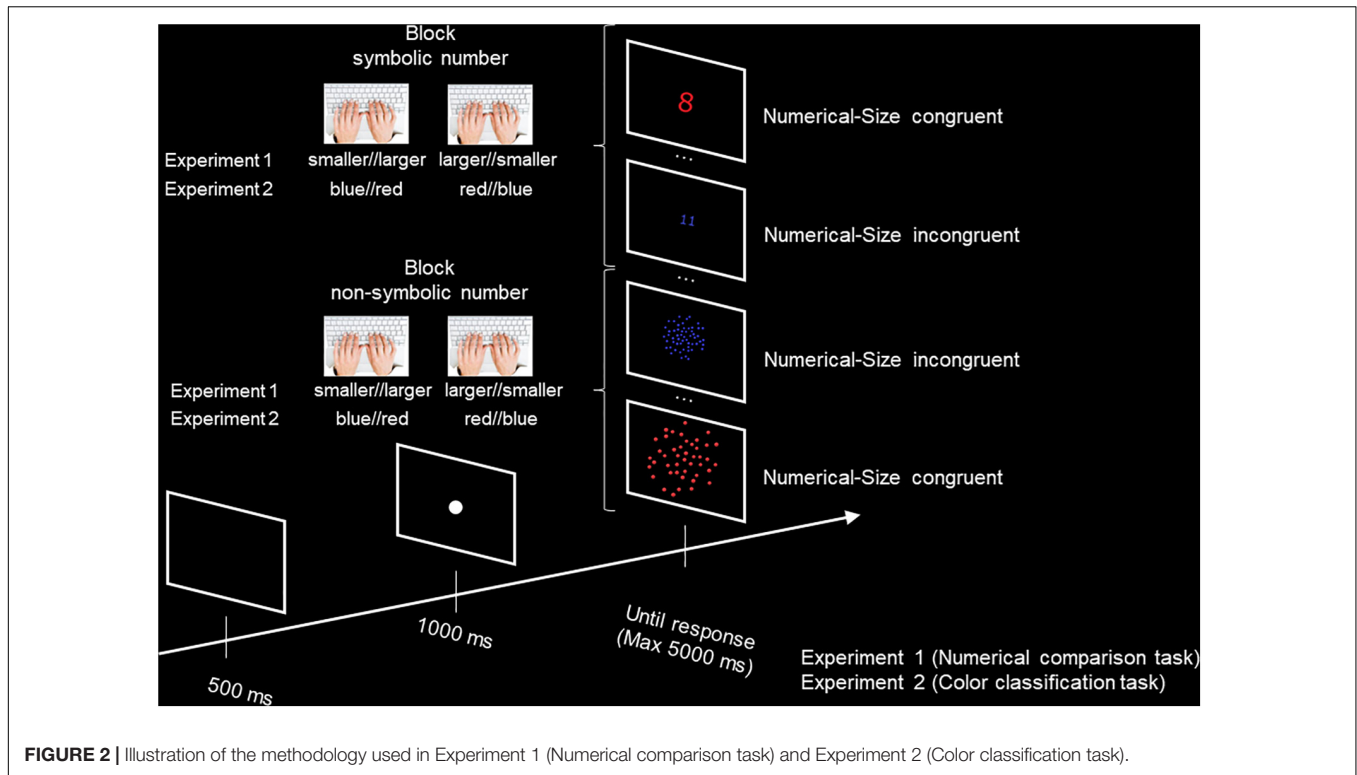 Block
symbolic number
Experiment 1 smaller//larger larger//smaller
Experiment 2 blue//red red//blue
8
Numerical-Size congruent
...
11
Numerical-Size incongruent
...
Block
non-symbolic number
Experiment 1 smaller//larger larger//smaller
Experiment 2 blue//red red//blue
Numerical-Size incongruent
...
Numerical-Size congruent
500 ms
1000 ms
Until response
(Max 5000 ms)
Experiment 1 (Numerical comparison task)
Experiment 2 (Color classification task)
FIGURE 2 | Illustration of the methodology used in Experiment 1 (Numerical comparison task) and Experiment 2 (Color classification task).